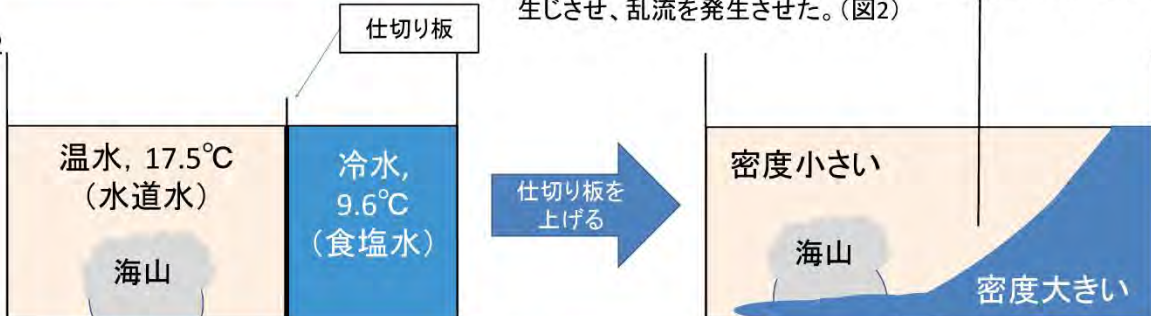 生じさせ、乱流を発生させた。（図2）
仕切り板
温水, 17.5℃
（水道水）
海山
冷水,
9.6℃
（食塩水）
仕切り板を
上げる
密度小さい
海山
密度大きい